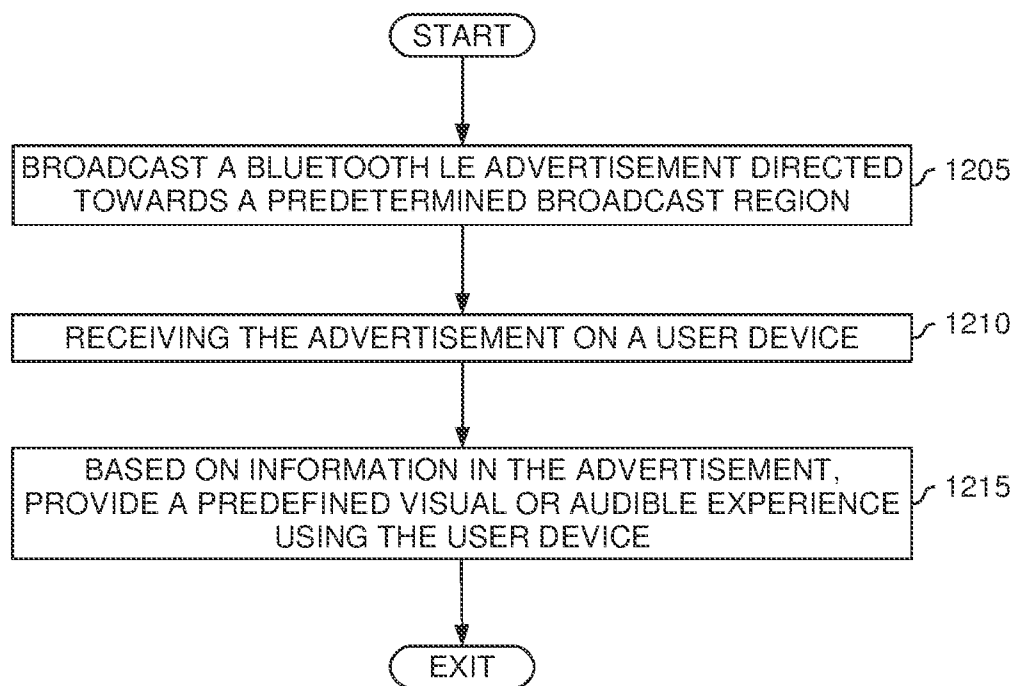 START
BROADCAST A BLUETOOTH LE ADVERTISEMENT DIRECTED
TOWARDS A PREDETERMINED BROADCAST REGION
1205
RECEIVING THE ADVERTISEMENT ON A USER DEVICE
1210
BASED ON INFORMATION IN THE ADVERTISEMENT,
PROVIDE A PREDEFINED VISUAL OR AUDIBLE EXPERIENCE
USING THE USER DEVICE
1215
EXIT